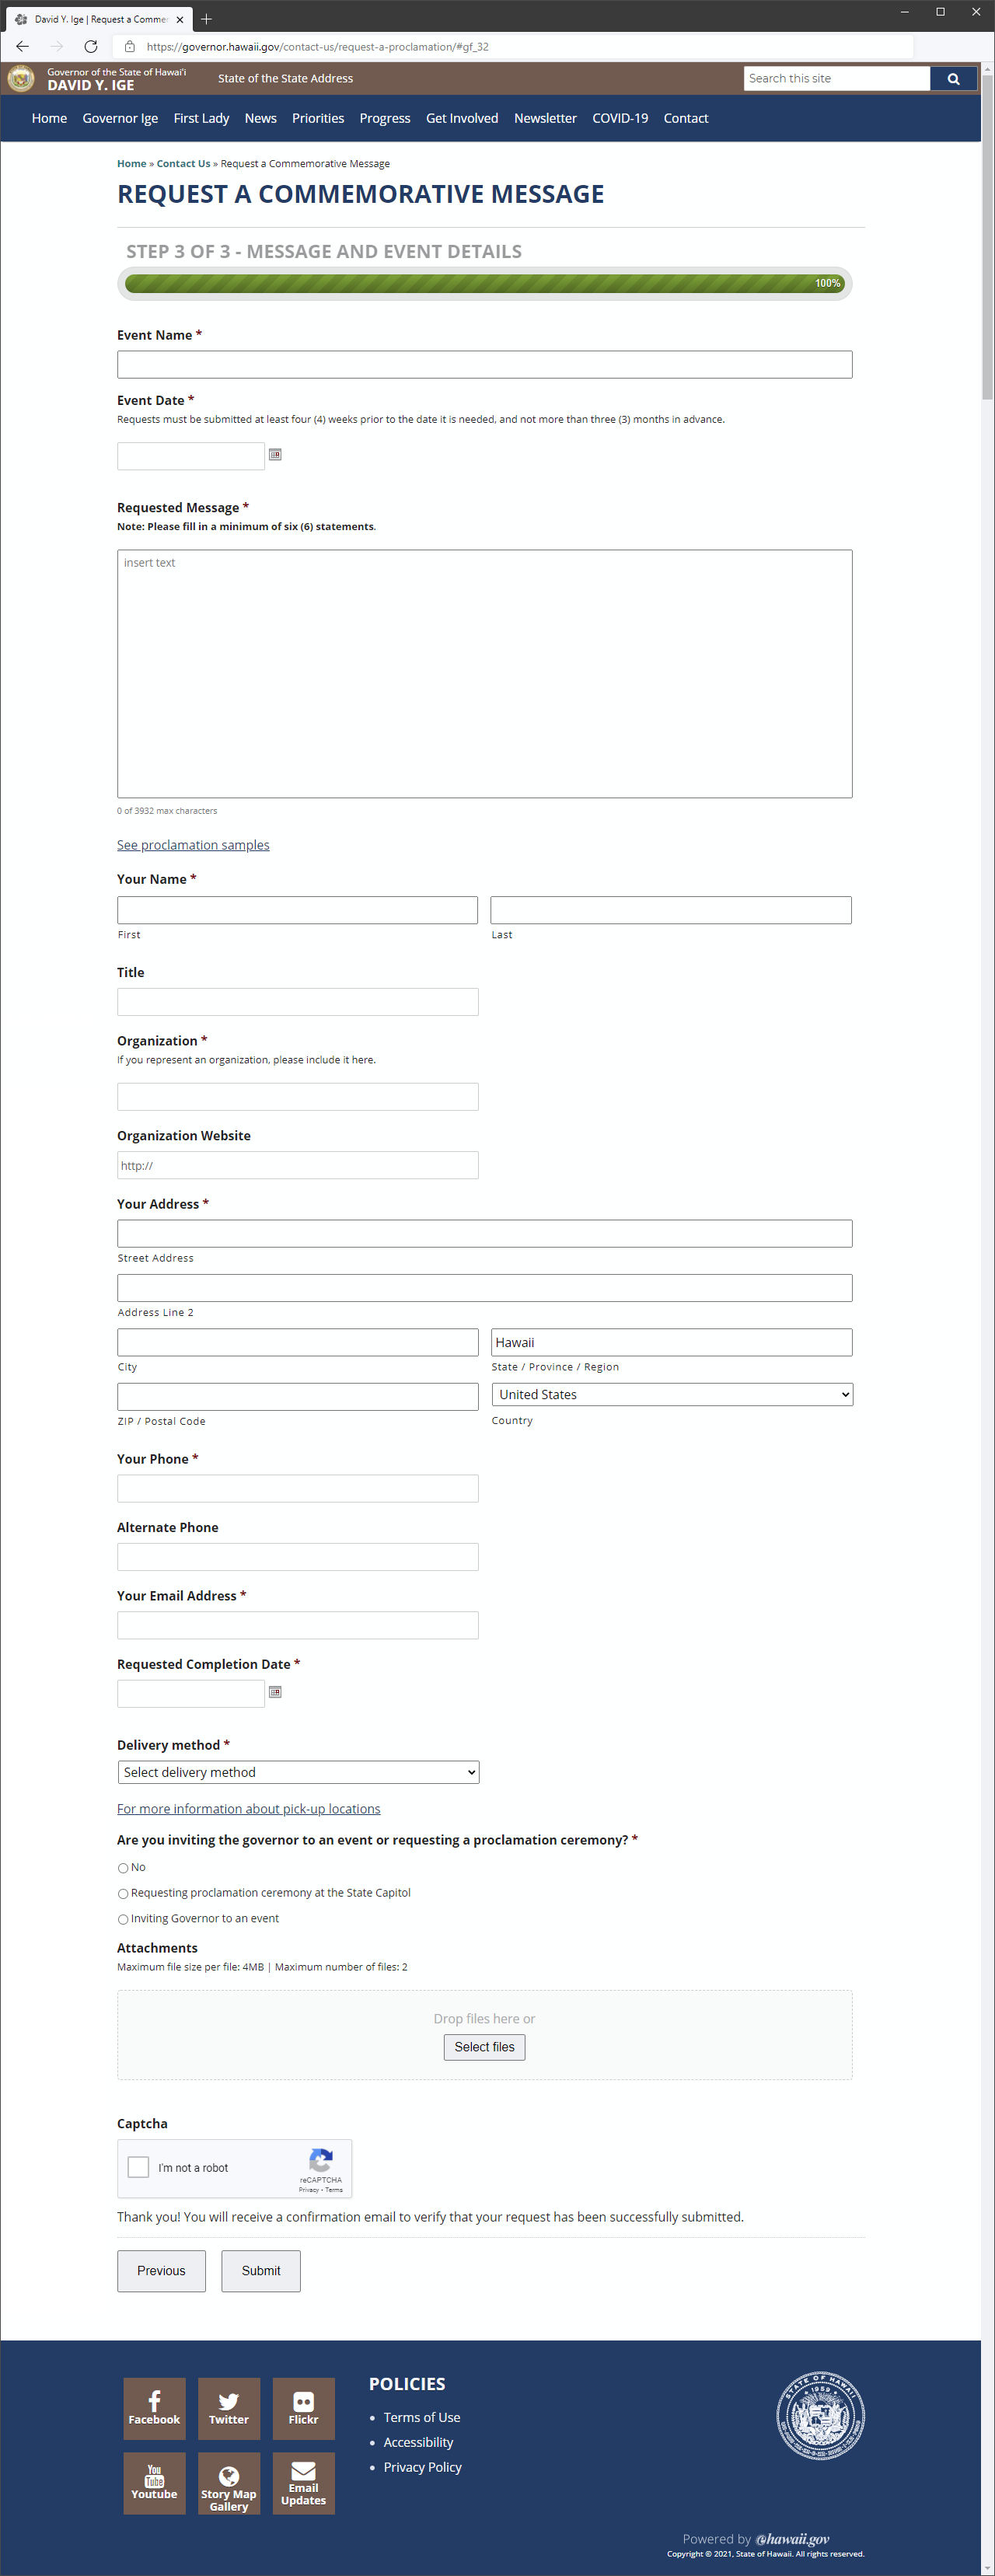 David Y. Ige | Request a Commer
https://governor.hawaii.gov/contact-us/request-a-proclamation/#gf_32
Governor of the State of Hawai'i
DAVID Y. IGE
State of the State Address
Search this site
Home Governor Ige First Lady News Priorities Progress Get Involved Newsletter COVID-19 Contact
Home » Contact Us » Request a Commemorative Message
REQUEST A COMMEMORATIVE MESSAGE
STEP 3 OF 3 - MESSAGE AND EVENT DETAILS
100%
Event Name *
Event Date *
Requests must be submitted at least four (4) weeks prior to the date it is needed, and not more than three (3) months in advance.
Requested Message *
Note: Please fill in a minimum of six (6) statements.
insert text
0 of 3932 max characters
See proclamation samples
Your Name *
First Last
Title
Organization *
If you represent an organization, please include it here.
Organization Website
http://
Your Address *
Street Address
Address Line 2
Hawaii
City State / Province / Region
United States
ZIP / Postal Code Country
Your Phone *
Alternate Phone
Your Email Address *
Requested Completion Date *
Delivery method *
Select delivery method
For more information about pick-up locations
Are you inviting the governor to an event or requesting a proclamation ceremony? *
No
Requesting proclamation ceremony at the State Capitol
Inviting Governor to an event
Attachments
Maximum file size per file: 4MB | Maximum number of files: 2
Drop files here or
Select files
Captcha
I'm not a robot
reCAPTCHA
Privacy - Terms
Thank you! You will receive a confirmation email to verify that your request has been successfully submitted.
Previous Submit
Facebook Twitter Flickr
You
Tube
Youtube
Story Map
Gallery
Email
Updates
POLICIES
Terms of Use
Accessibility
Privacy Policy
STATE OF HAWAII
1959
Powered by @hawaii.gov
Copyright © 2021, State of Hawaii. All rights reserved.